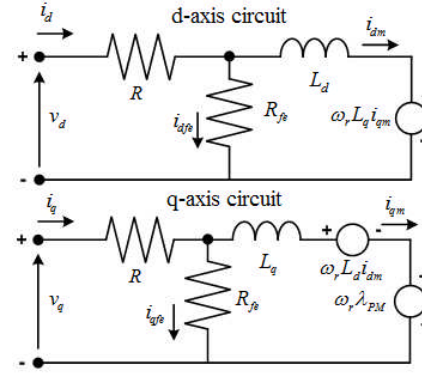 d-axis circuit
i_d
i_dm
+
R
L_d
v_d
i_dfe
R_fe
ω_r L_q i_qm
-
q-axis circuit
i_q
i_qm
+
+ -
R
L_q
ω_r L_d i_dm
v_q
i_qfe
R_fe
ω_r λ_PM
-